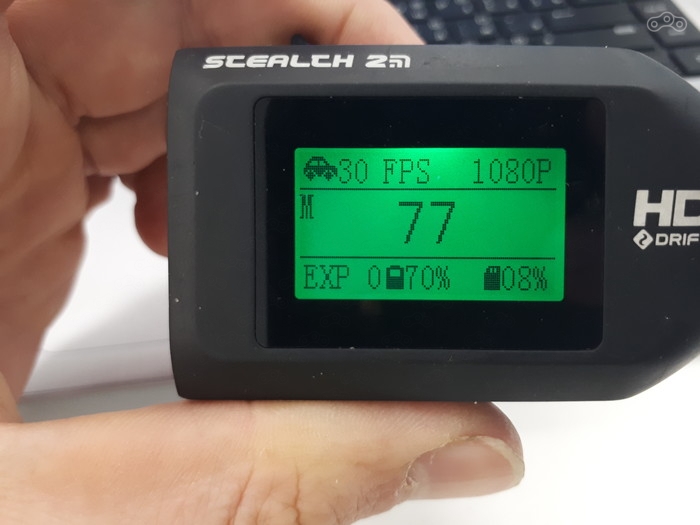 STEALTH 2
30 FPS 1080P
M
77
EXP 0 70% 08%
HD
DRIF